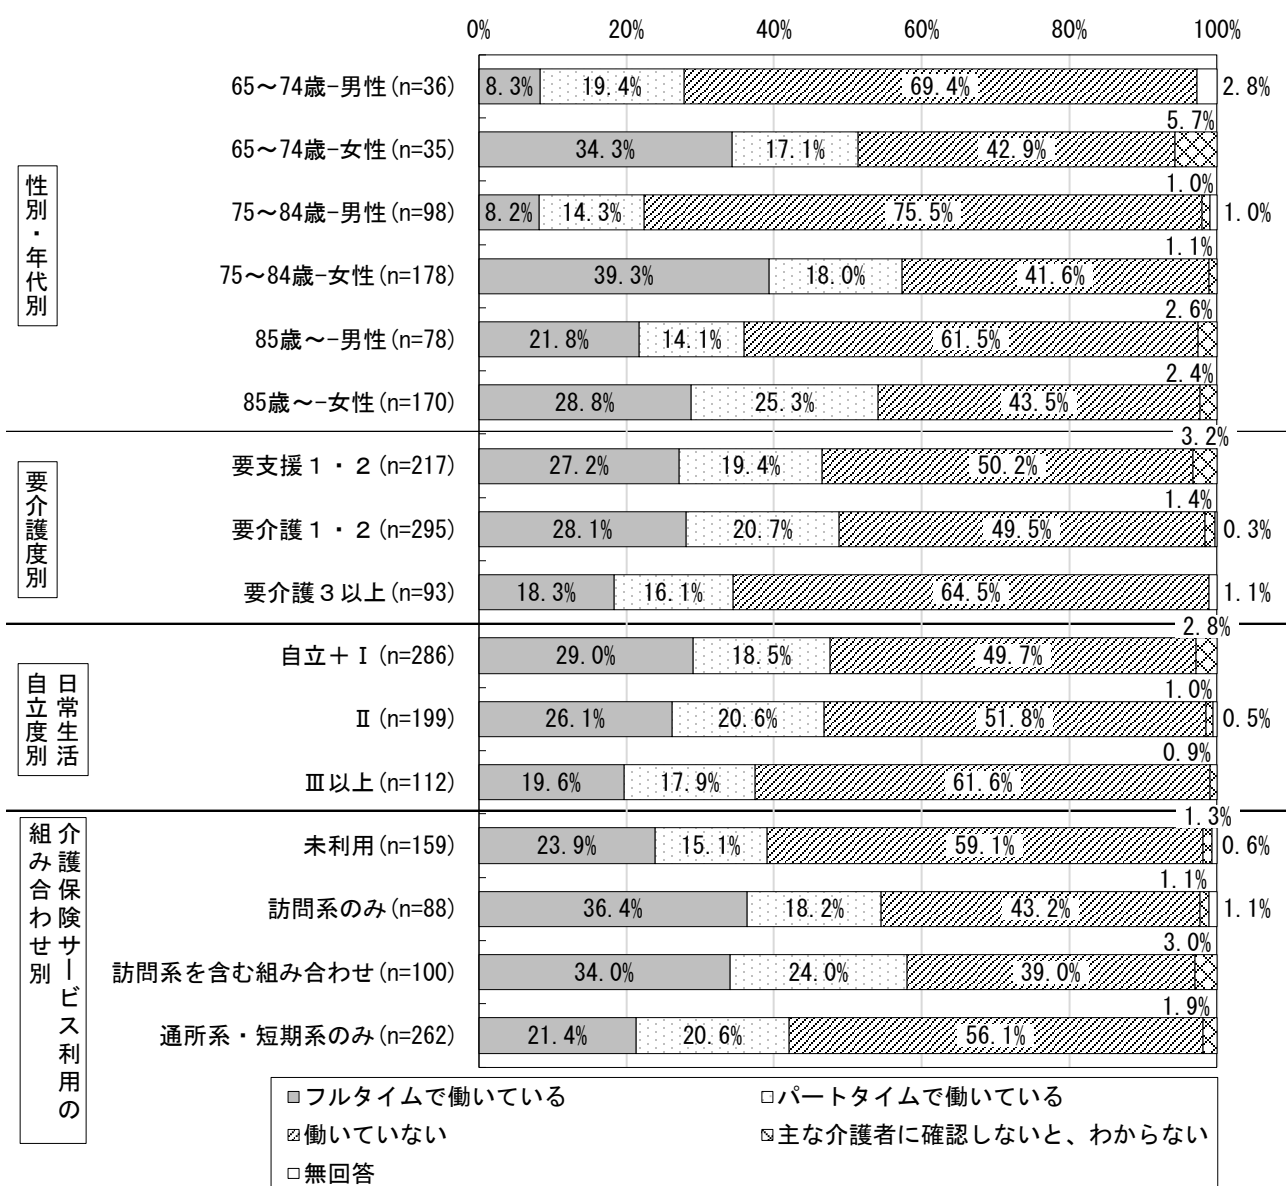 0%
20%
40%
60%
80%
100%
性別・年代別
65～74歳-男性(n=36)
8.3%
19.4%
69.4%
2.8%
65～74歳-女性(n=35)
34.3%
17.1%
42.9%
5.7%
75～84歳-男性(n=98)
8.2%
14.3%
75.5%
1.0%
1.0%
75～84歳-女性(n=178)
39.3%
18.0%
41.6%
1.1%
85歳～-男性(n=78)
21.8%
14.1%
61.5%
2.6%
85歳～-女性(n=170)
28.8%
25.3%
43.5%
2.4%
要介護度別
要支援１・２(n=217)
27.2%
19.4%
50.2%
3.2%
要介護１・２(n=295)
28.1%
20.7%
49.5%
1.4%
0.3%
要介護３以上(n=93)
18.3%
16.1%
64.5%
1.1%
日常生活
自立度別
自立＋Ⅰ(n=286)
29.0%
18.5%
49.7%
2.8%
Ⅱ(n=199)
26.1%
20.6%
51.8%
1.0%
0.5%
Ⅲ以上(n=112)
19.6%
17.9%
61.6%
0.9%
介護保険サービス利用の
組み合わせ別
未利用(n=159)
23.9%
15.1%
59.1%
1.3%
0.6%
訪問系のみ(n=88)
36.4%
18.2%
43.2%
1.1%
1.1%
訪問系を含む組み合わせ(n=100)
34.0%
24.0%
39.0%
3.0%
通所系・短期系のみ(n=262)
21.4%
20.6%
56.1%
1.9%
フルタイムで働いている
パートタイムで働いている
働いていない
主な介護者に確認しないと、わからない
無回答